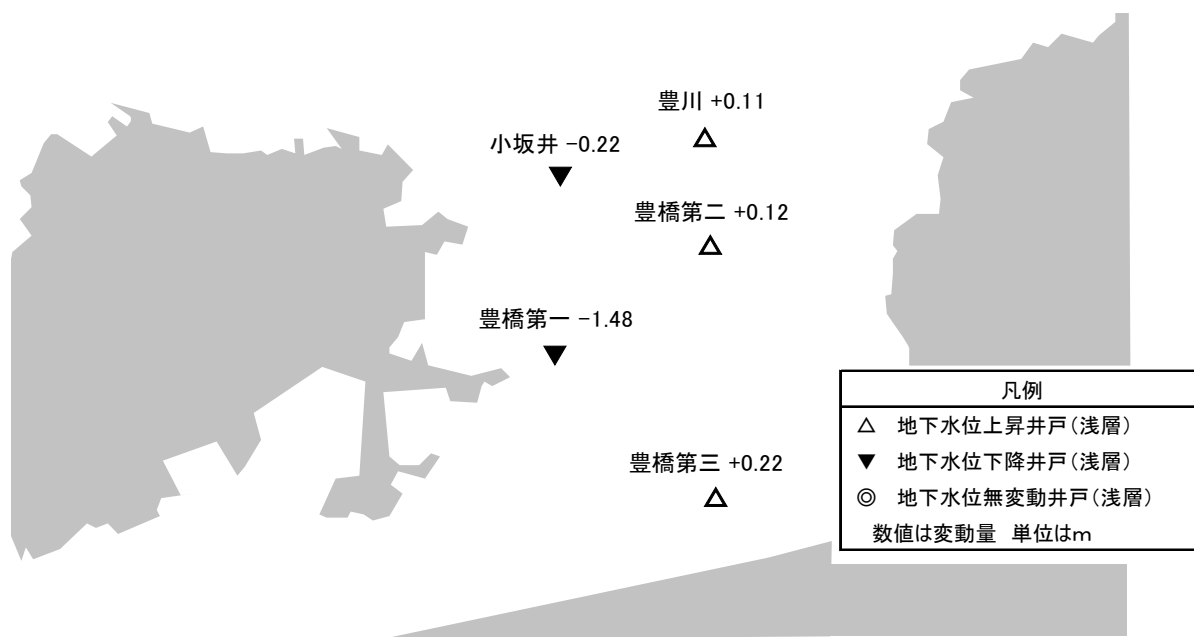 豊川 +0.11
小坂井 -0.22
豊橋第二 +0.12
豊橋第一 -1.48
豊橋第三 +0.22
凡例
△ 地下水位上昇井戸(浅層)
▼ 地下水位下降井戸(浅層)
◎ 地下水位無変動井戸(浅層)
数値は変動量 単位はm